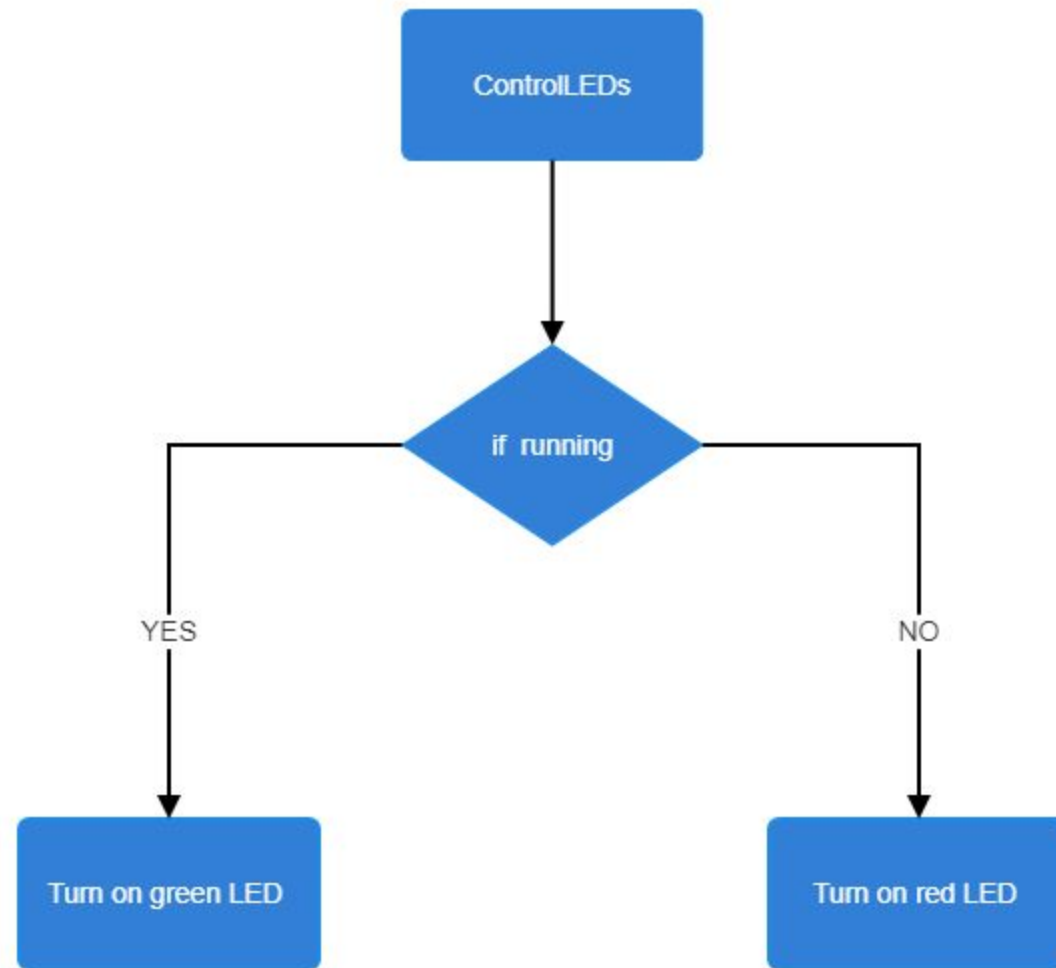 ControlLEDs
if running
YES
NO
Turn on green LED
Turn on red LED